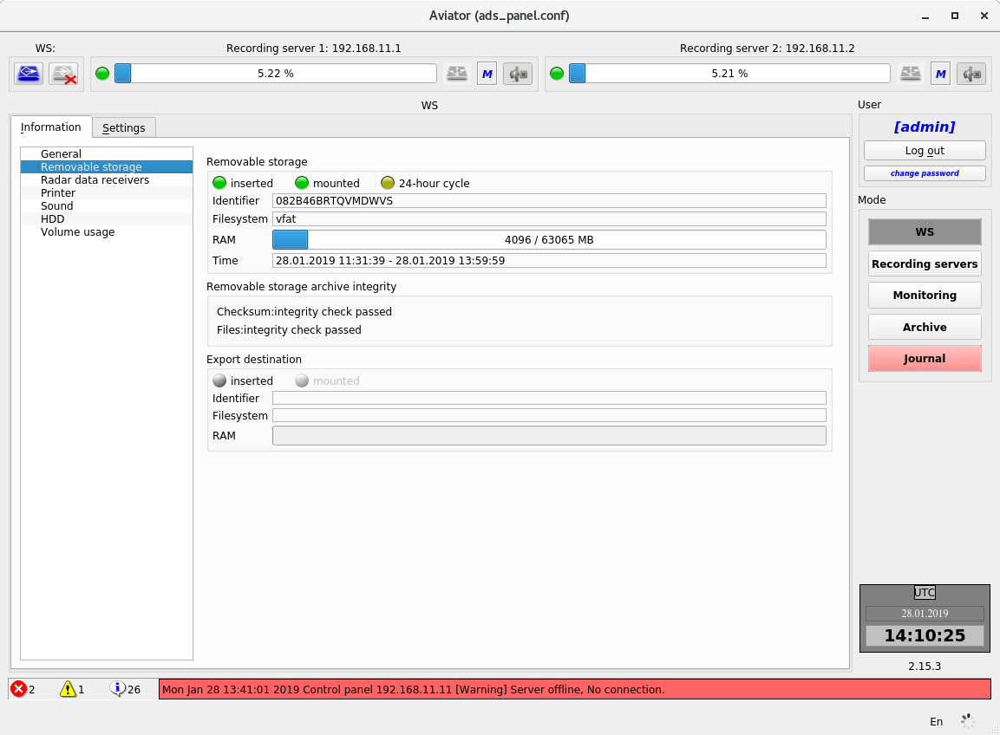 Aviator (ads_panel.conf)
WS:
Recording server 1: 192.168.11.1
Recording server 2: 192.168.11.2
5.22 %
M
5.21 %
M
WS
User
Information
Settings
[admin]
Log out
change password
General
Removable storage
Radar data receivers
Printer
Sound
HDD
Volume usage
Removable storage
inserted mounted 24-hour cycle
Identifier 082B46BRTQVMDWVS
Filesystem vfat
RAM 4096 / 63065 MB
Time 28.01.2019 11:31:39 - 28.01.2019 13:59:59
Removable storage archive integrity
Checksum:integrity check passed
Files:integrity check passed
Export destination
inserted mounted
Identifier
Filesystem
RAM
Mode
WS
Recording servers
Monitoring
Archive
Journal
UTC
28.01.2019
14:10:25
2.15.3
2 1 26 Mon Jan 28 13:41:01 2019 Control panel 192.168.11.11 [Warning] Server offline, No connection.
En